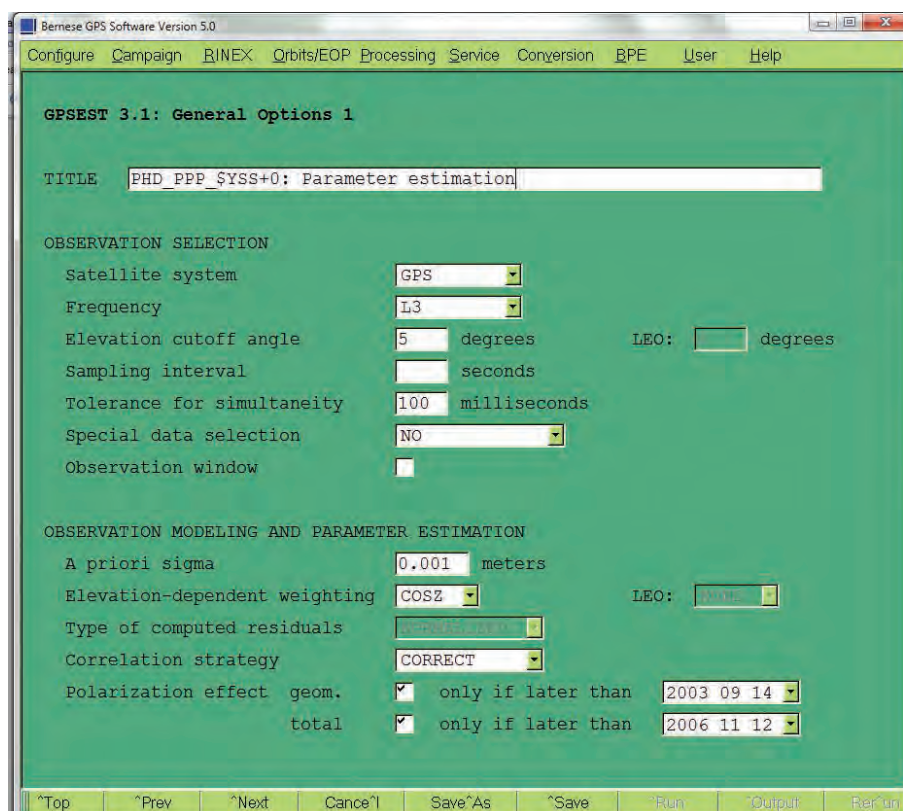 Bernese GPS Software Version 5.0
Configure Campaign RINEX Orbits/EOP Processing Service Conversion BPE User Help
GPSEST 3.1: General Options 1
TITLE PHD_PPP_$YSS+0: Parameter estimation
OBSERVATION SELECTION
Satellite system GPS
Frequency L3
Elevation cutoff angle 5 degrees LEO: degrees
Sampling interval seconds
Tolerance for simultaneity 100 milliseconds
Special data selection NO
Observation window
OBSERVATION MODELING AND PARAMETER ESTIMATION
A priori sigma 0.001 meters
Elevation-dependent weighting COSZ LEO:
Type of computed residuals
Correlation strategy CORRECT
Polarization effect geom. only if later than 2003 09 14
total only if later than 2006 11 12
^Top ^Prev ^Next Cance^l Save^As ^Save ^Run ^Output Rer^un